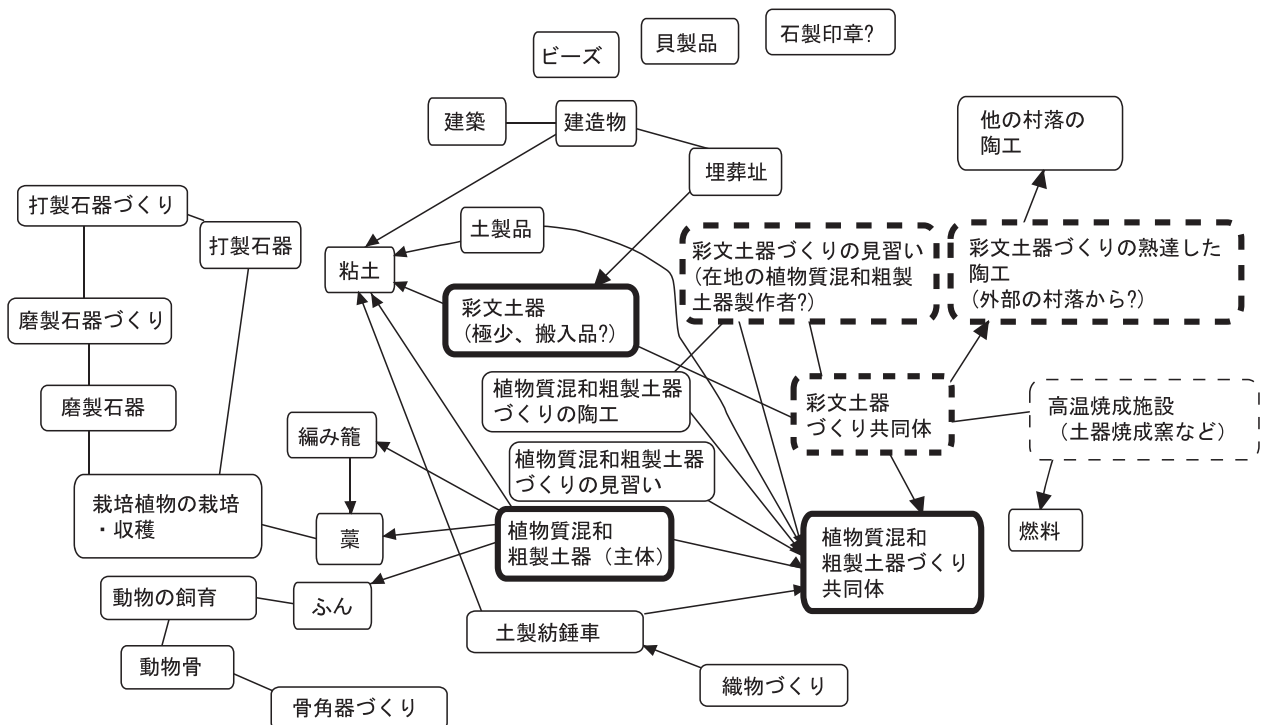 石製印章?
貝製品
ビーズ
建築
建造物
他の村落の
陶工
埋葬址
打製石器づくり
打製石器
土製品
粘土
彩文土器づくりの見習い
(在地の植物質混和粗製
土器製作者?)
彩文土器づくりの熟達した
陶工
(外部の村落から?)
彩文土器
(極少、搬入品?)
磨製石器づくり
磨製石器
植物質混和粗製土器
づくりの陶工
彩文土器
づくり共同体
高温焼成施設
(土器焼成窯など)
編み籠
植物質混和粗製土器
づくりの見習い
栽培植物の栽培
・収穫
藁
植物質混和
粗製土器(主体)
植物質混和
粗製土器づくり
共同体
燃料
動物の飼育
ふん
土製紡錘車
動物骨
織物づくり
骨角器づくり